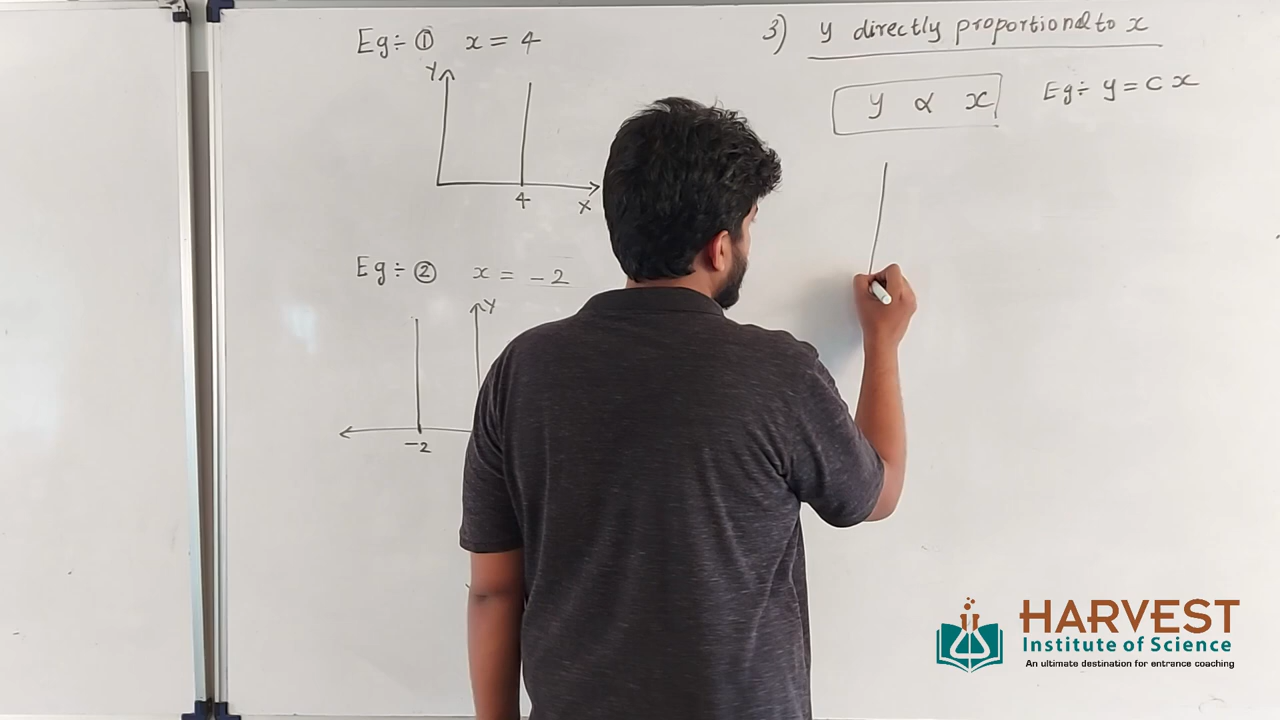 Eg÷ ① x = 4
Y
4
X
Eg÷ ② x = -2
Y
-2
3) y directly proportional to x
y ∝ x
Eg÷ y = c x
HARVEST
Institute of Science
An ultimate destination for entrance coaching